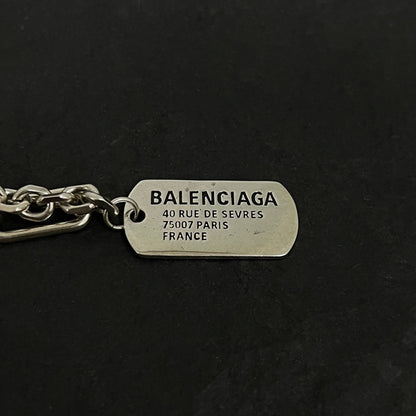 BALENCIAGA
40 RUE DE SEVRES
75007 PARIS
FRANCE